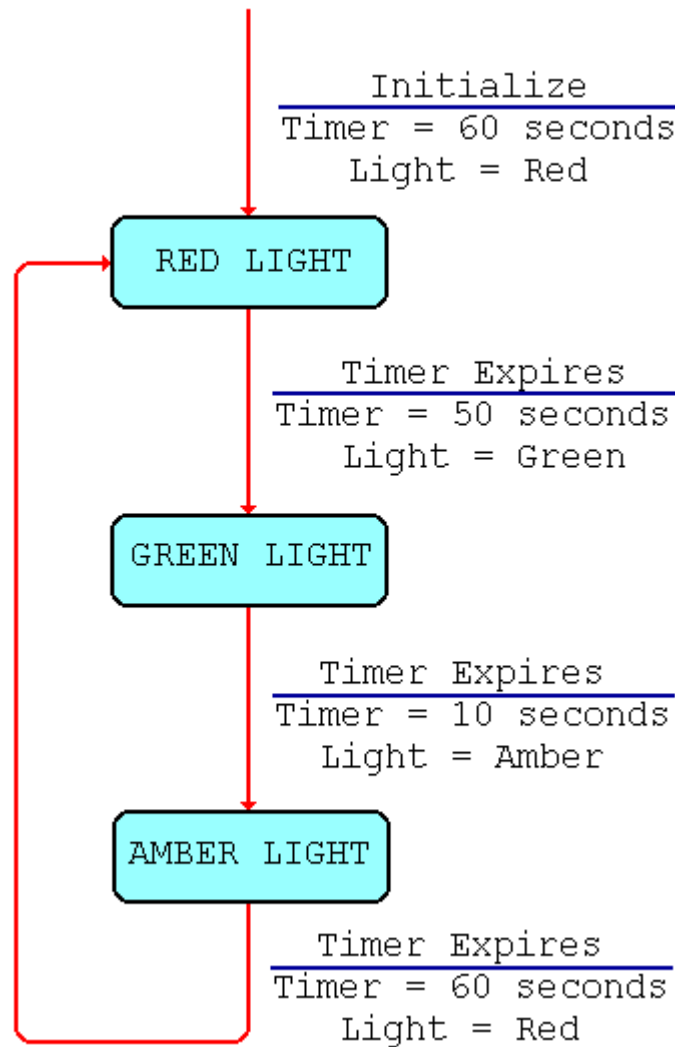 Initialize
Timer = 60 seconds
Light = Red
RED LIGHT
Timer Expires
Timer = 50 seconds
Light = Green
GREEN LIGHT
Timer Expires
Timer = 10 seconds
Light = Amber
AMBER LIGHT
Timer Expires
Timer = 60 seconds
Light = Red